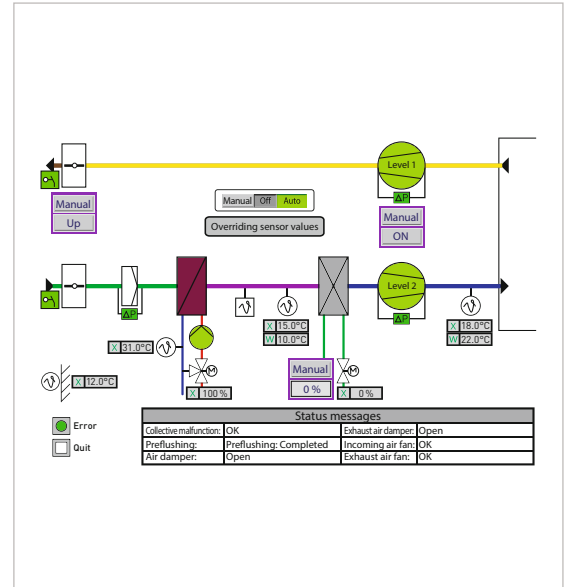 Level 1
ΔP
Manual
Up
Manual Off Auto
Overriding sensor values
Manual
ON
Level 2
ΔP
ΔP
X 15.0°C
W 10.0°C
X 18.0°C
W 22.0°C
X 31.0°C
X 12.0°C
M
X 100 %
Manual
0 %
M
X 0 %
Error
Quit
Status messages
Collective malfunction: OK Exhaust air damper: Open
Preflushing: Preflushing: Completed Incoming air fan: OK
Air damper: Open Exhaust air fan: OK